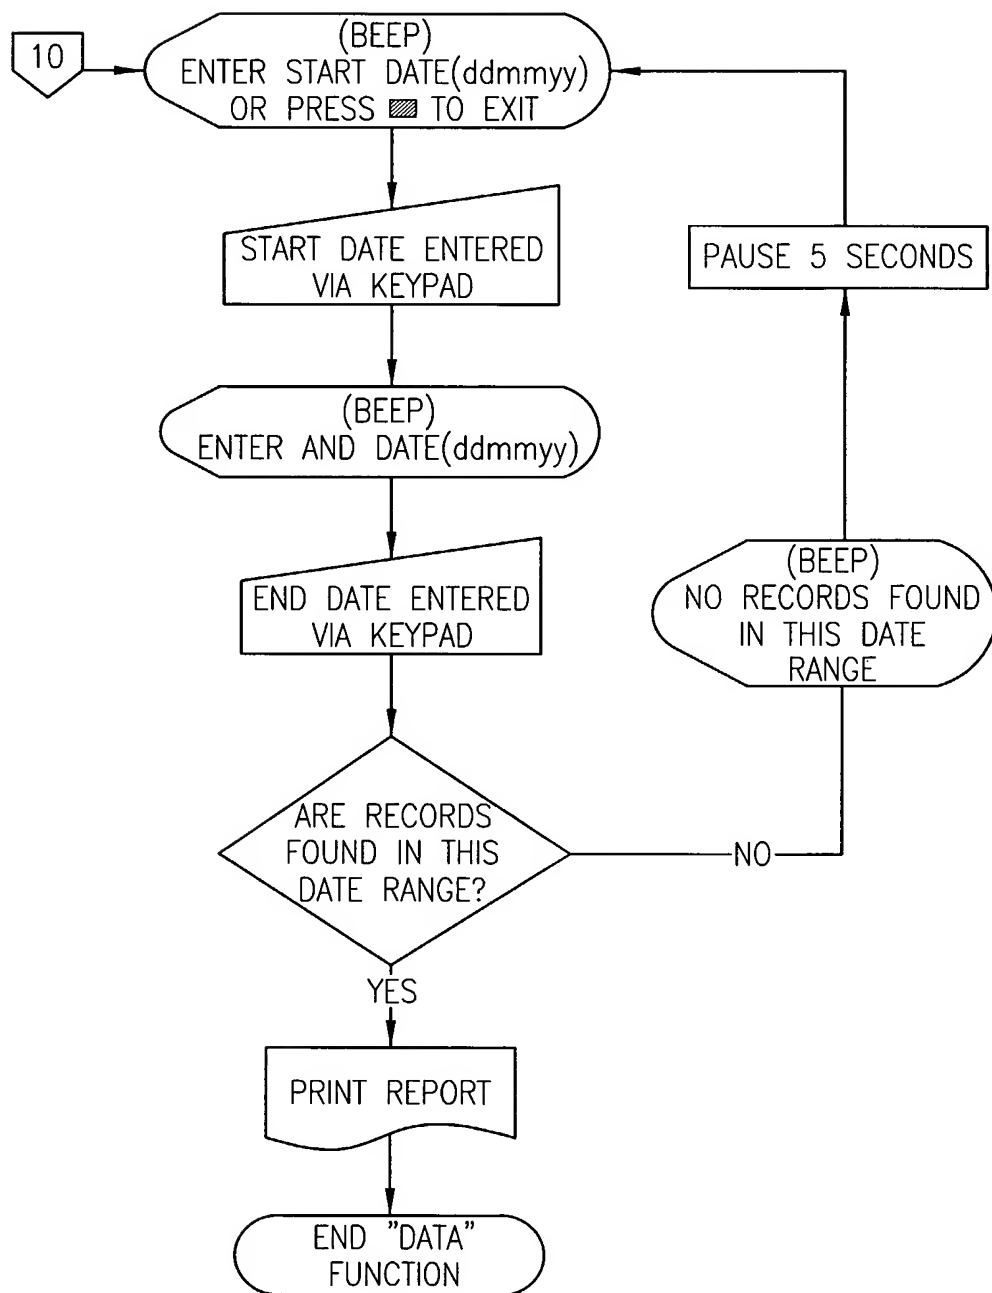 10
(BEEP)
ENTER START DATE(ddmmyy)
OR PRESS TO EXIT
START DATE ENTERED
VIA KEYPAD
PAUSE 5 SECONDS
(BEEP)
ENTER AND DATE(ddmmyy)
END DATE ENTERED
VIA KEYPAD
(BEEP)
NO RECORDS FOUND
IN THIS DATE
RANGE
ARE RECORDS
FOUND IN THIS
DATE RANGE?
NO
YES
PRINT REPORT
END "DATA"
FUNCTION